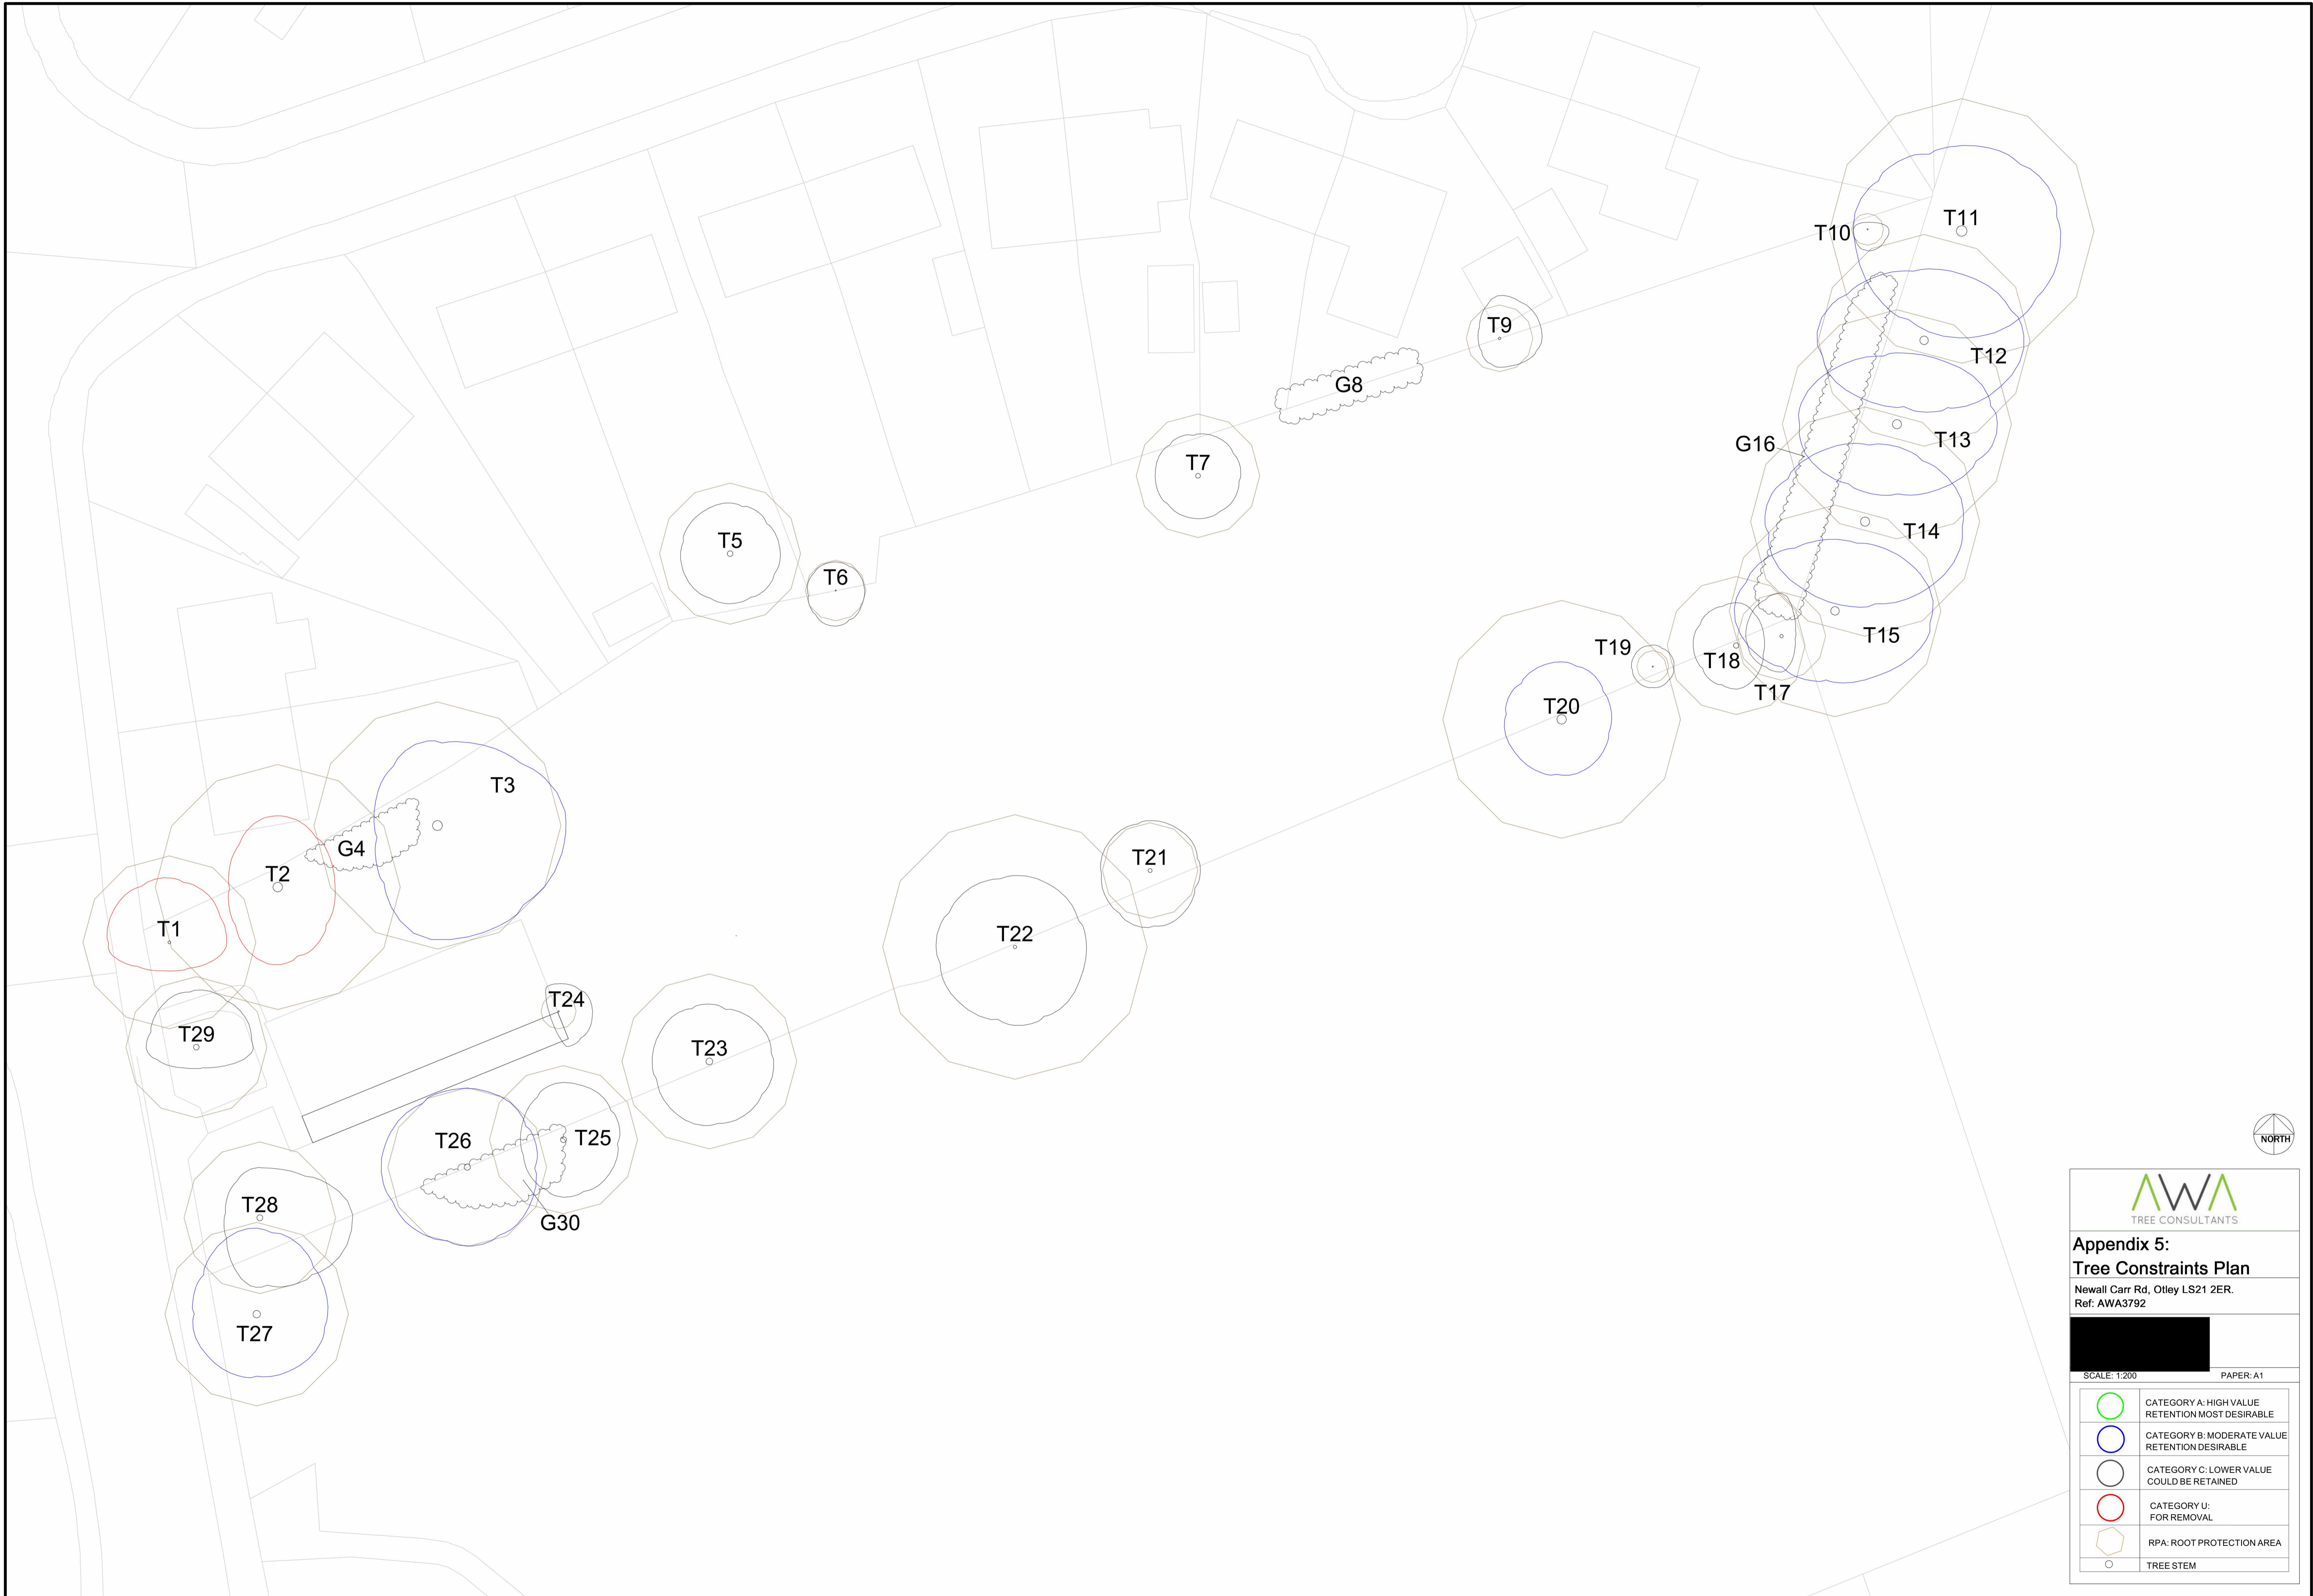 T11
T10
T9
T12
G8
T13
G16
T7
T14
T5
T6
T15
T19
T18
T17
T20
T3
G4
T21
T2
T1
T22
T24
T29
T23
T26
T25
T28
G30
T27
NORTH
AWA
TREE CONSULTANTS
Appendix 5:
Tree Constraints Plan
Newall Carr Rd, Otley LS21 2ER.
Ref: AWA3792
SCALE: 1:200 PAPER: A1
CATEGORY A: HIGH VALUE
RETENTION MOST DESIRABLE
CATEGORY B: MODERATE VALUE
RETENTION DESIRABLE
CATEGORY C: LOWER VALUE
COULD BE RETAINED
CATEGORY U:
FOR REMOVAL
RPA: ROOT PROTECTION AREA
TREE STEM